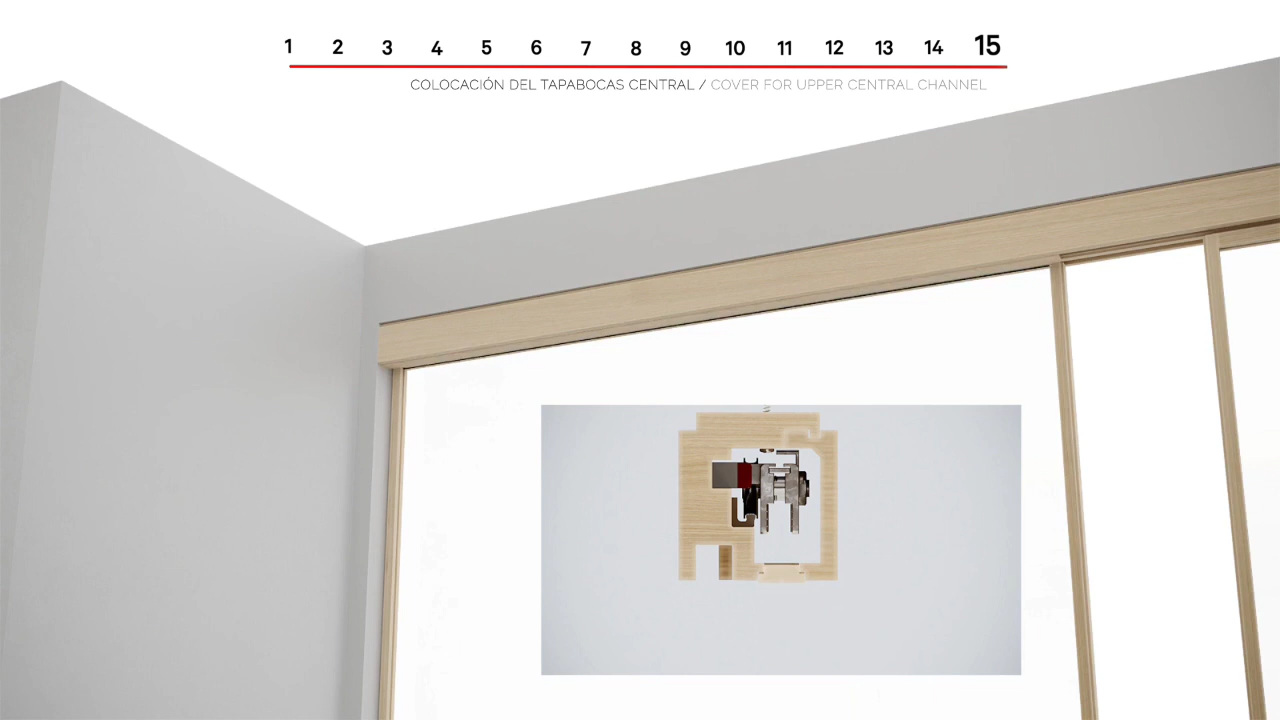 1 2 3 4 5 6 7 8 9 10 11 12 13 14 15
COLOCACIÓN DEL TAPABOCAS CENTRAL / COVER FOR UPPER CENTRAL CHANNEL